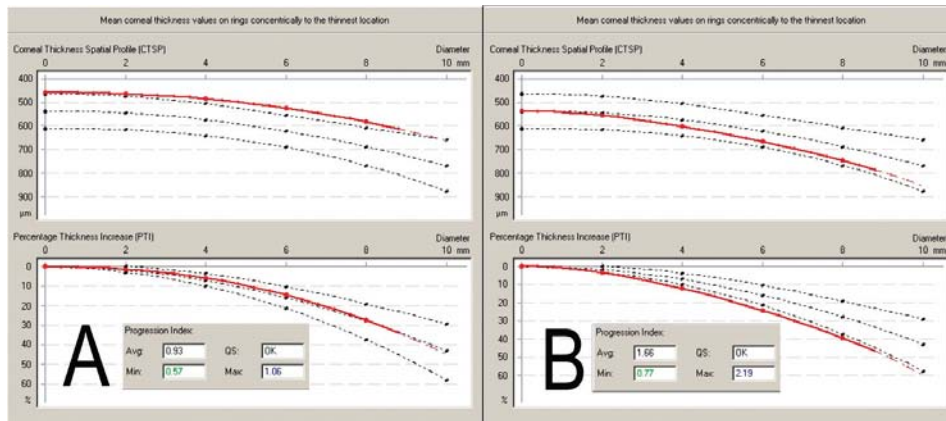 Mean corneal thickness values on rings concentrically to the thinnest location
Corneal Thickness Spatial Profile (CTSP) Diameter
0 2 4 6 8 10 mm
400
500
600
700
800
900
µm
Percentage Thickness Increase (PTI) Diameter
0 2 4 6 8 10 mm
0
10
20
30
40
50
60
%
A
Progression Index:
Avg: 0.93 QS: OK
Min: 0.57 Max: 1.06
Mean corneal thickness values on rings concentrically to the thinnest location
Corneal Thickness Spatial Profile (CTSP) Diameter
0 2 4 6 8 10 mm
400
500
600
700
800
900
µm
Percentage Thickness Increase (PTI) Diameter
0 2 4 6 8 10 mm
0
10
20
30
40
50
60
%
B
Progression Index:
Avg: 1.66 QS: OK
Min: 0.77 Max: 2.19